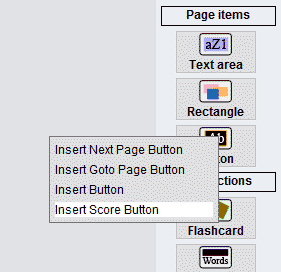 Page items
aZ1
Text area
Rectangle
Ab
Insert Next Page Button
Insert Goto Page Button
Insert Button
Insert Score Button
Flashcard
Words